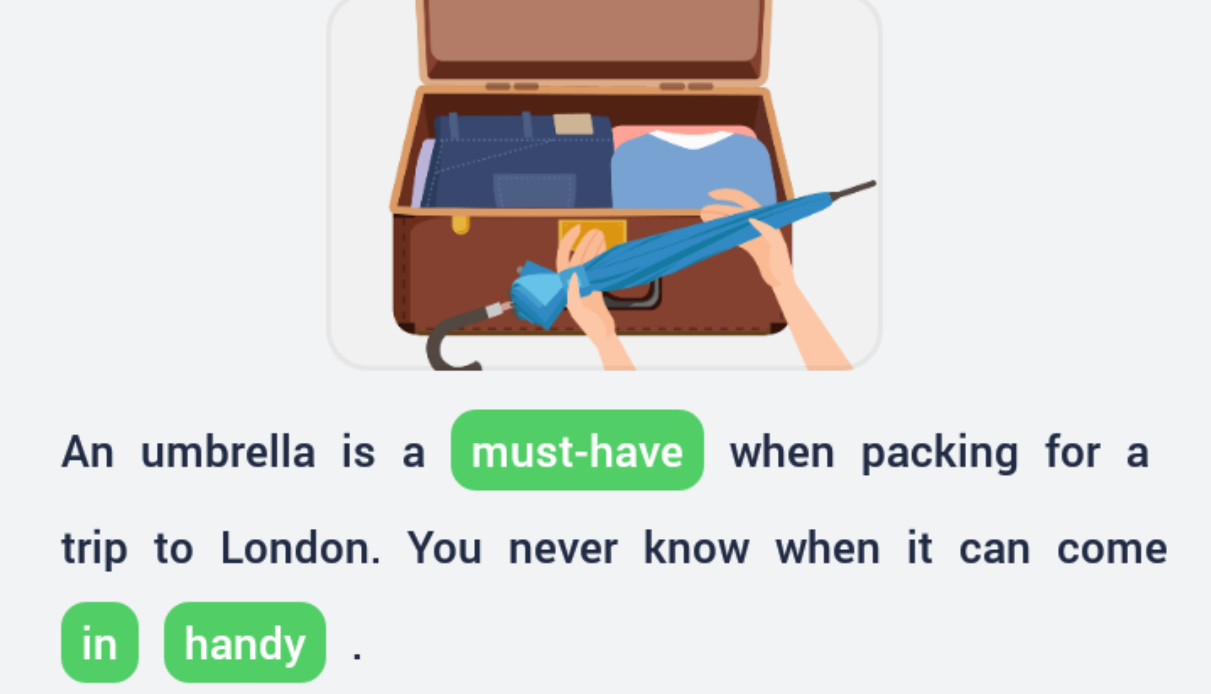 An umbrella is a must-have when packing for a
trip to London. You never know when it can come
in handy .